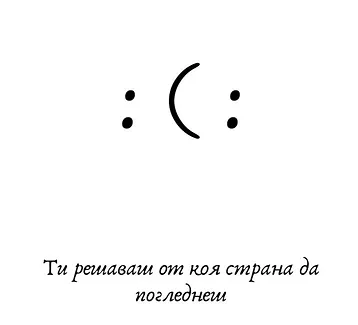 : ( :
Ти решаваш от коя страна да
погледнеш